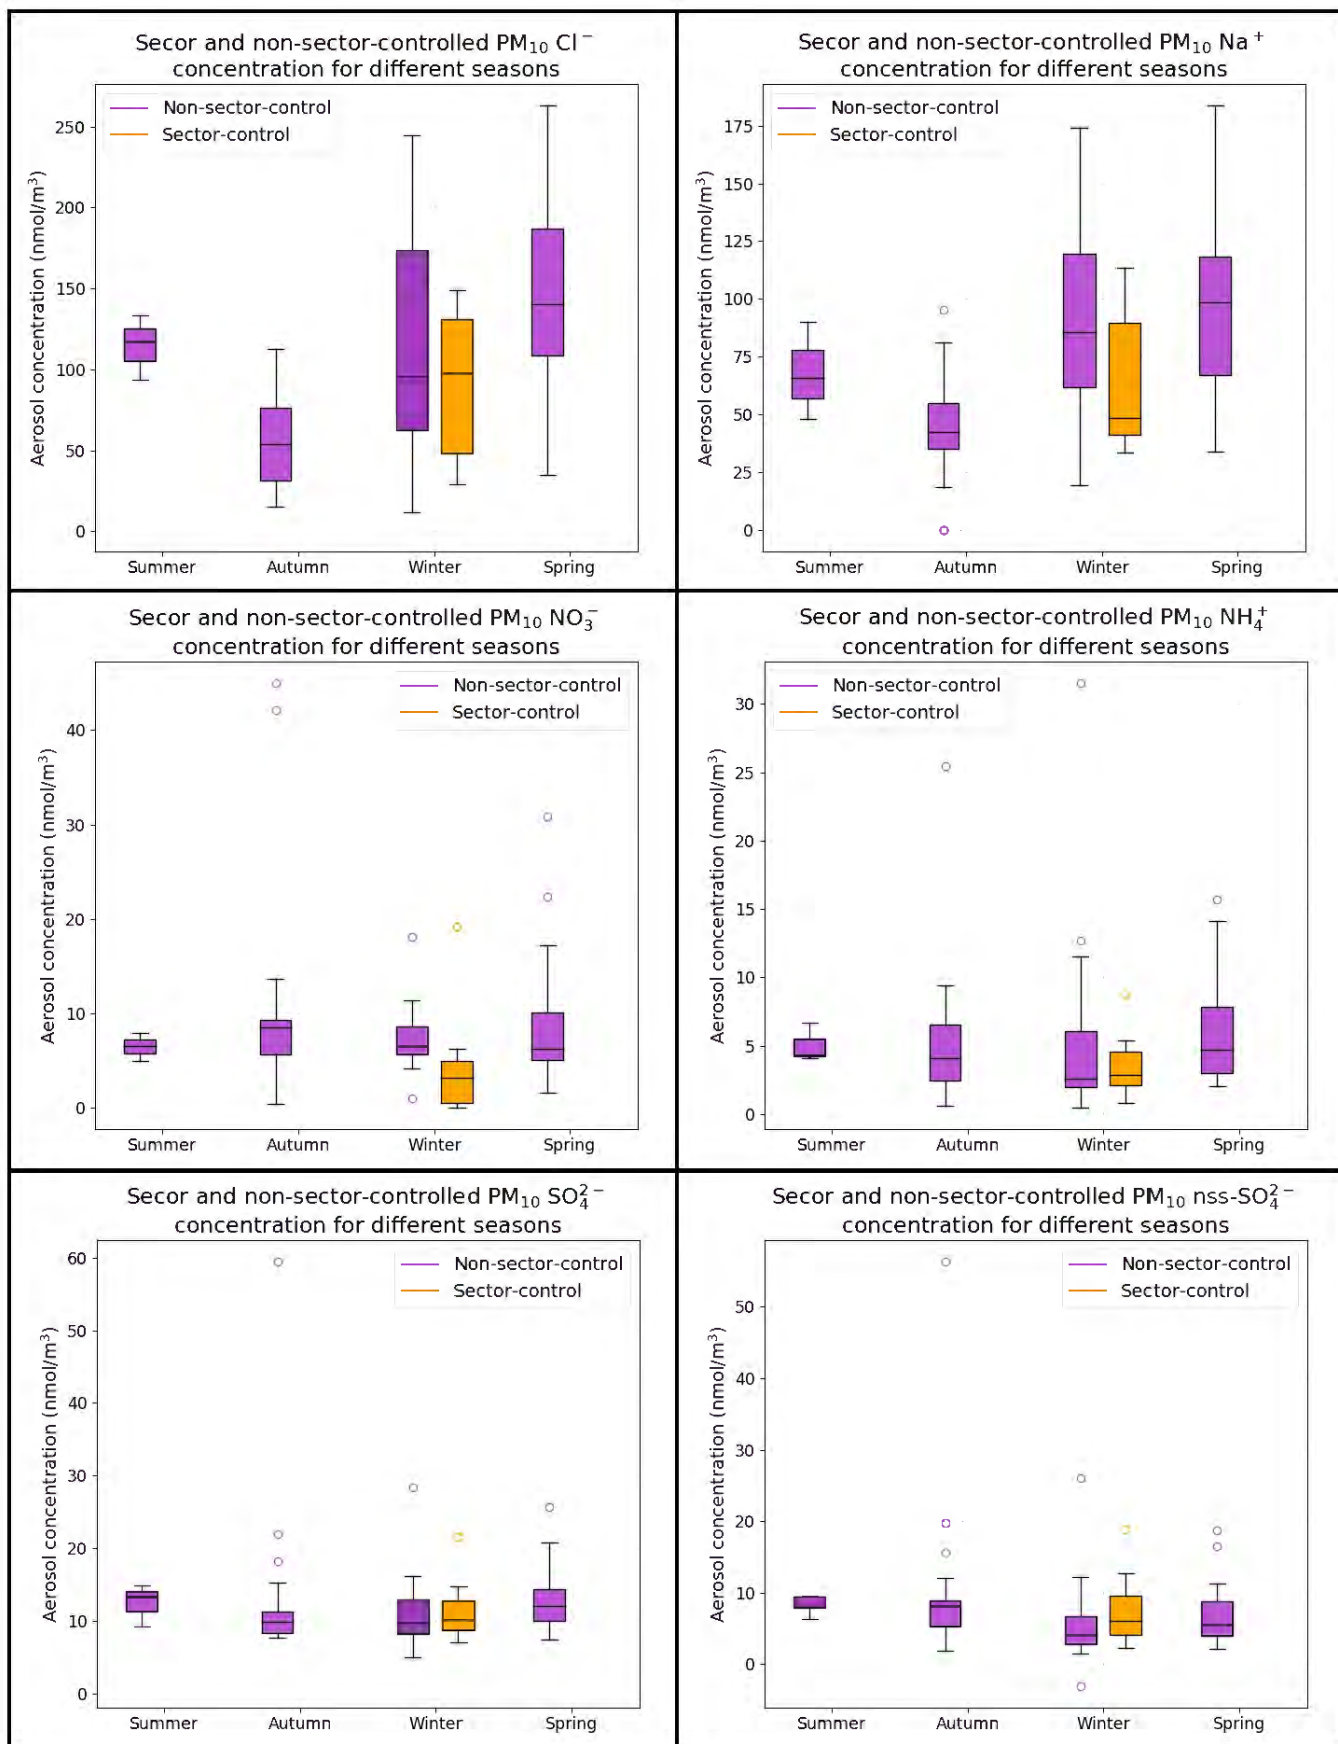 Secor and non-sector-controlled PM₁₀ Cl⁻
concentration for different seasons
Non-sector-control
Sector-control
Aerosol concentration (nmol/m³)
250
200
150
100
50
0
Summer Autumn Winter Spring
Secor and non-sector-controlled PM₁₀ Na⁺
concentration for different seasons
Non-sector-control
Sector-control
Aerosol concentration (nmol/m³)
175
150
125
100
75
50
25
0
Summer Autumn Winter Spring
Secor and non-sector-controlled PM₁₀ NO₃⁻
concentration for different seasons
Non-sector-control
Sector-control
Aerosol concentration (nmol/m³)
40
30
20
10
0
Summer Autumn Winter Spring
Secor and non-sector-controlled PM₁₀ NH₄⁺
concentration for different seasons
Non-sector-control
Sector-control
Aerosol concentration (nmol/m³)
30
25
20
15
10
5
0
Summer Autumn Winter Spring
Secor and non-sector-controlled PM₁₀ SO₄²⁻
concentration for different seasons
Non-sector-control
Sector-control
Aerosol concentration (nmol/m³)
60
50
40
30
20
10
0
Summer Autumn Winter Spring
Secor and non-sector-controlled PM₁₀ nss-SO₄²⁻
concentration for different seasons
Non-sector-control
Sector-control
Aerosol concentration (nmol/m³)
50
40
30
20
10
0
Summer Autumn Winter Spring